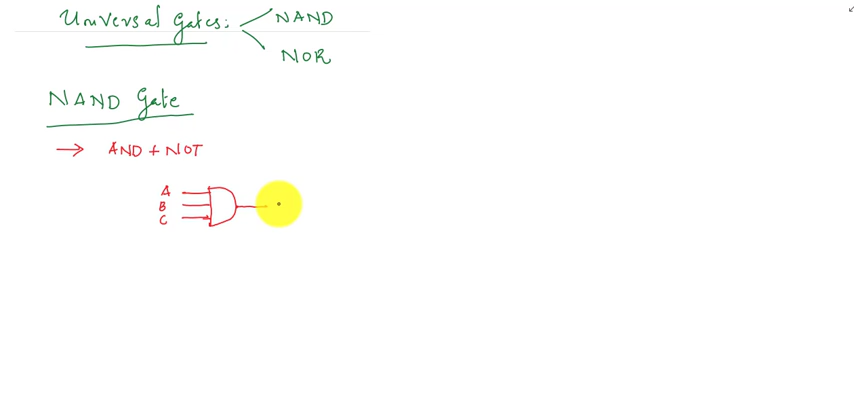 Universal Gates:
NAND
NOR
NAND Gate
→ AND + NOT
A
B
C